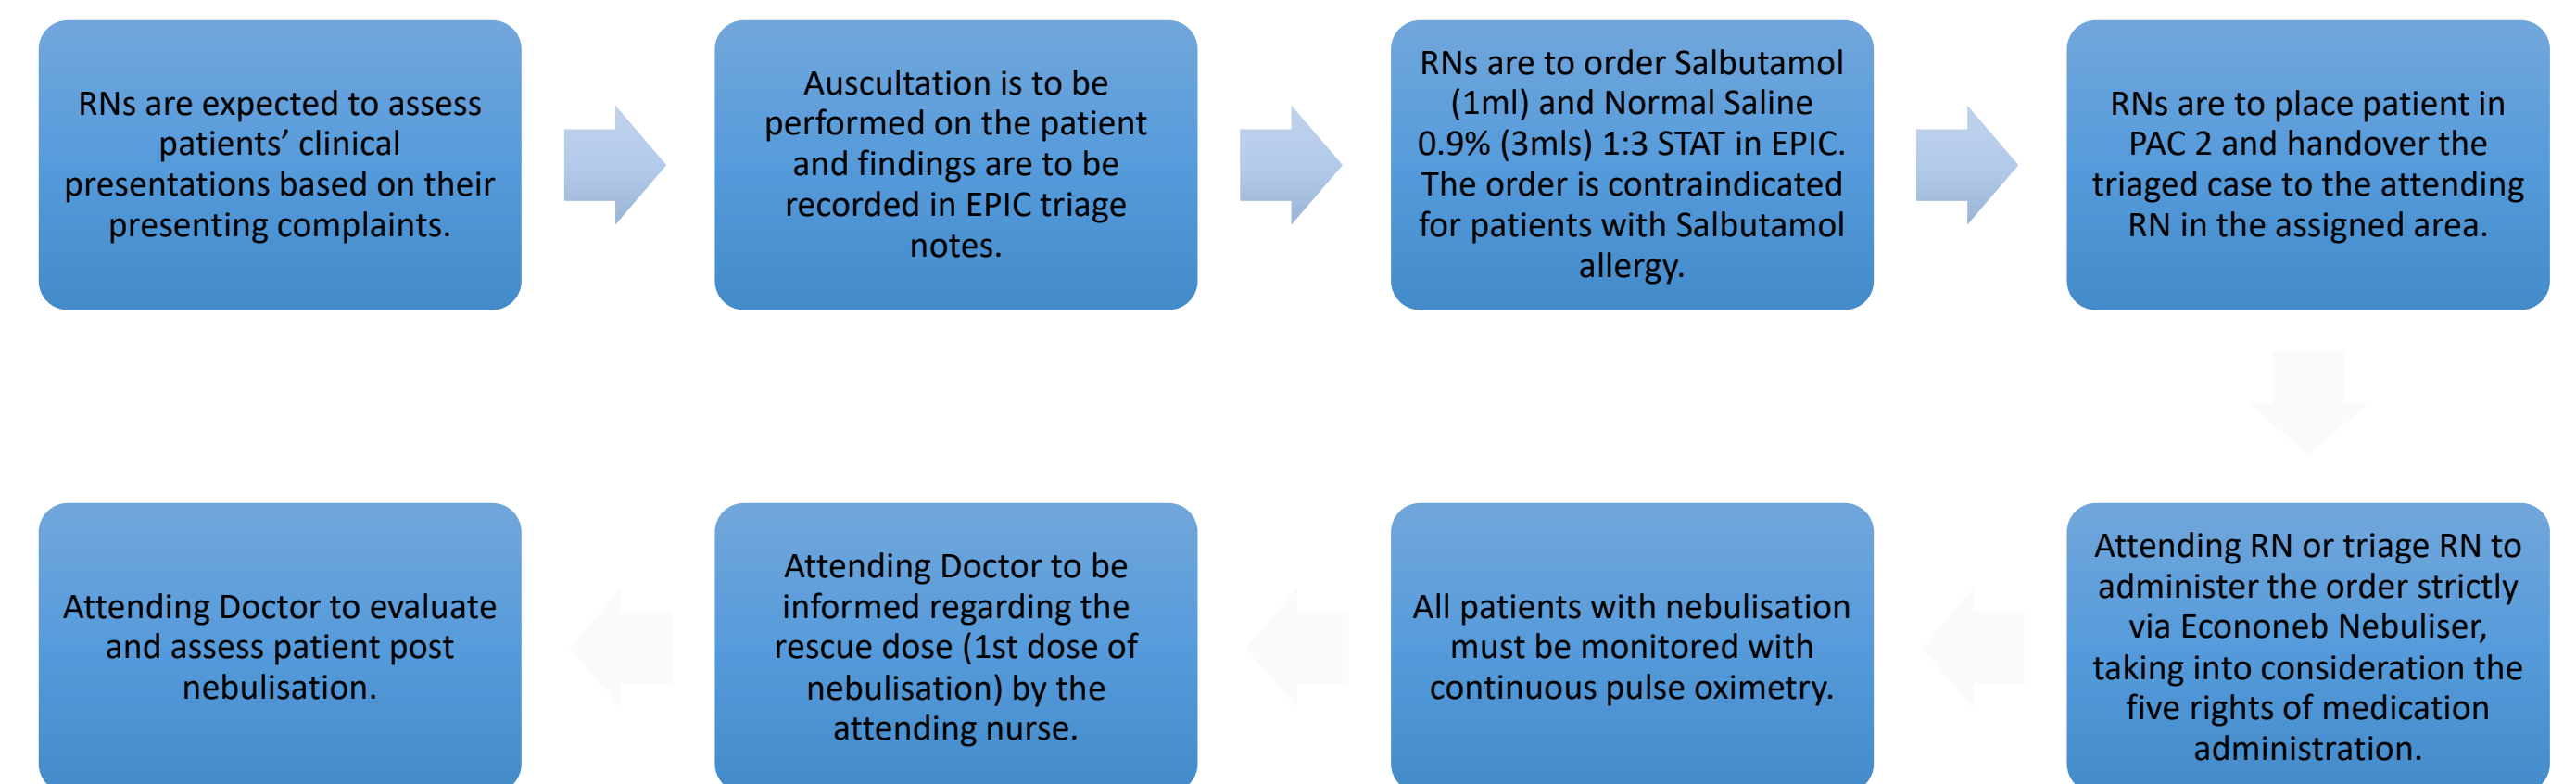 RNs are expected to assess
patients’ clinical
presentations based on their
presenting complaints.
Auscultation is to be
performed on the patient
and findings are to be
recorded in EPIC triage
notes.
RNs are to order Salbutamol
(1ml) and Normal Saline
0.9% (3mls) 1:3 STAT in EPIC.
The order is contraindicated
for patients with Salbutamol
allergy.
RNs are to place patient in
PAC 2 and handover the
triaged case to the attending
RN in the assigned area.
Attending RN or triage RN to
administer the order strictly
via Econoneb Nebuliser,
taking into consideration the
five rights of medication
administration.
All patients with nebulisation
must be monitored with
continuous pulse oximetry.
Attending Doctor to be
informed regarding the
rescue dose (1st dose of
nebulisation) by the
attending nurse.
Attending Doctor to evaluate
and assess patient post
nebulisation.